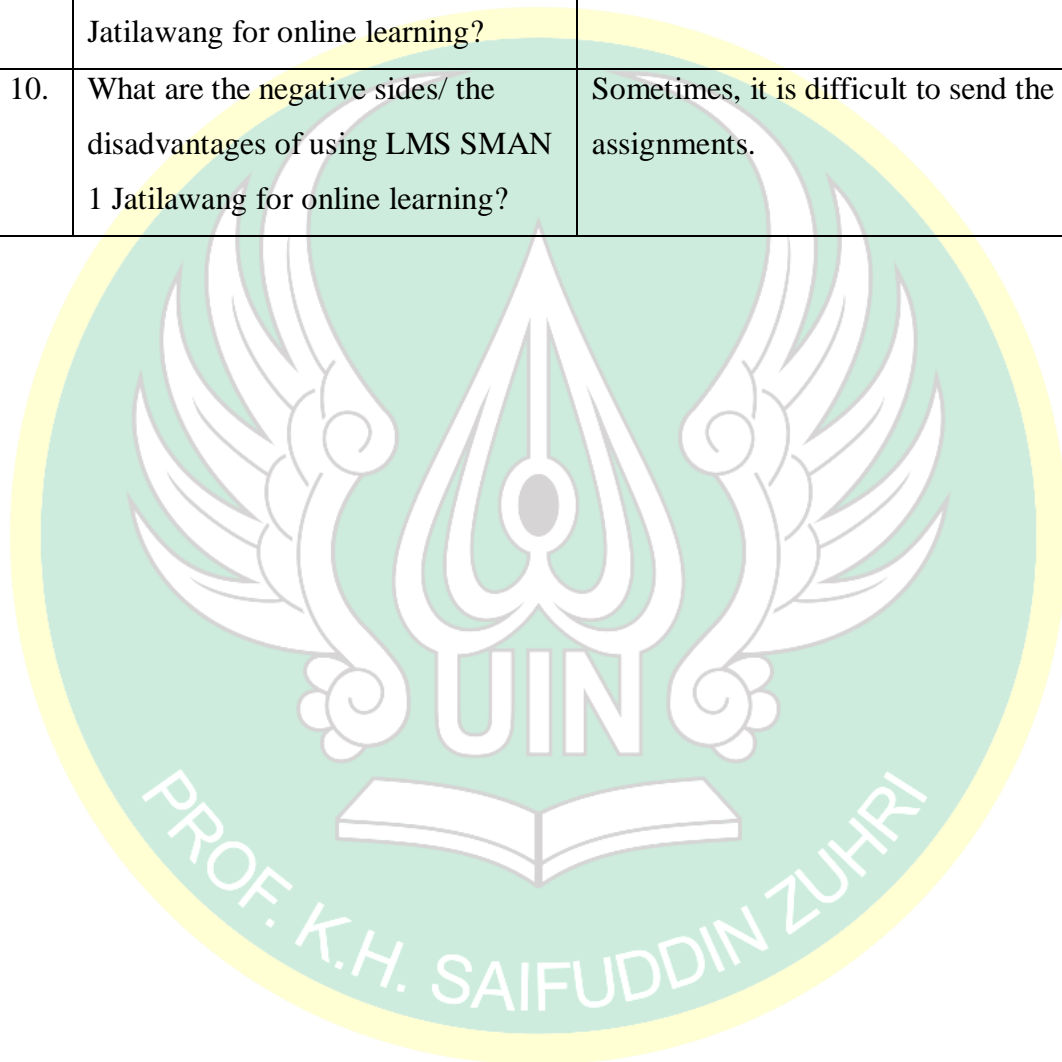 Jatilawang for online learning?
10. What are the negative sides/ the Sometimes, it is difficult to send the
disadvantages of using LMS SMAN assignments.
1 Jatilawang for online learning?
UIN
PROF. K.H. SAIFUDDIN ZUHRI